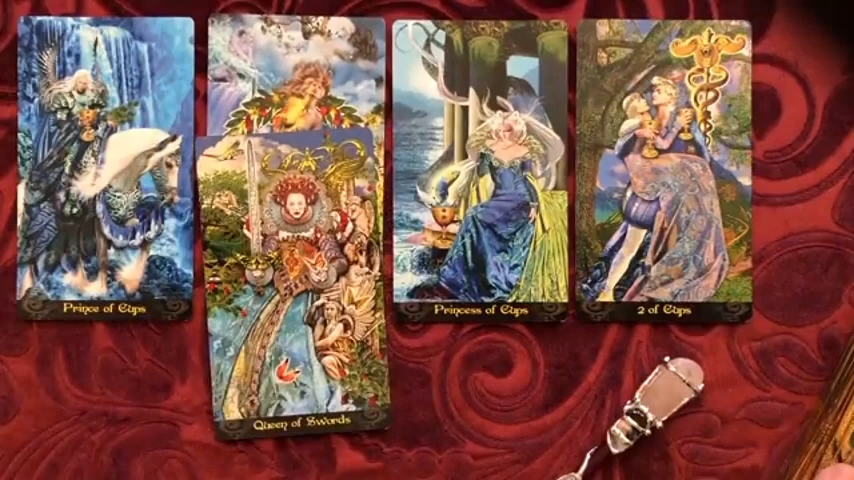 Prince of Cups
Queen of Swords
Princess of Cups
2 of Cups